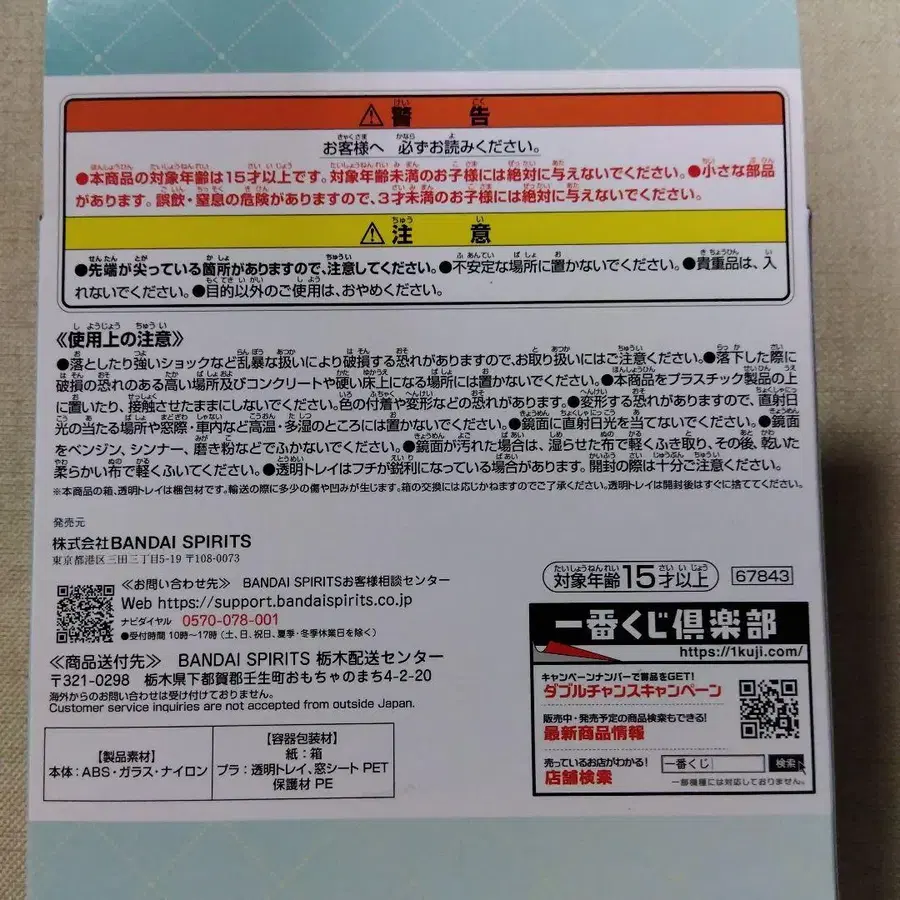 ⚠警告
お客様へ 必ずお読みください。
●本商品の対象年齢は15才以上です。対象年齢未満のお子様には絶対に与えないでください。●小さな部品
があります。誤飲・窒息の危険がありますので、3才未満のお子様には絶対に与えないでください。
⚠注意
●先端が尖っている箇所がありますので、注意してください。●不安定な場所に置かないでください。●貴重品は、入
れないでください。●目的以外のご使用は、おやめください。
《使用上の注意》
●落としたり強いショックなど乱暴な扱いにより破損する恐れがありますので、お取り扱いにはご注意ください。●落下した際に
破損の恐れのある高い場所及びコンクリートや硬い床上になる場所には置かないでください。●本商品をプラスチック製品の上
に置いたり、接触させたままにしないでください。色の付着や変形などの恐れがあります。●変形する恐れがありますので、直射日
光の当たる場所や窓際・車内など高温・多湿のところには置かないでください。●鏡面に直射日光を当てないでください。●鏡面
をベンジン、シンナー、磨き粉などでふかないでください。●鏡面が汚れた場合は、湿らせた布で軽くふき取り、その後、乾いた
柔らかい布で軽くふいてください。●透明トレイはフチが鋭利になっている場合があります。開封の際は十分ご注意ください。
※本商品の箱、透明トレイは梱包材です。輸送の際に多少の傷や凹みが生じます。箱の交換には応じかねますのでご了承ください。透明トレイは開封後はすぐに捨ててください。
発売元
株式会社BANDAI SPIRITS
東京都港区三田三丁目5-19 〒108-0073
≪お問い合わせ先≫ BANDAI SPIRITSお客様相談センター
Web https://support.bandaispirits.co.jp
ナビダイヤル 0570-078-001
●受付時間 10時〜17時(土、日、祝日、夏季・冬季休業日を除く)
≪商品送付先≫ BANDAI SPIRITS 栃木配送センター
〒321-0298 栃木県下都賀郡壬生町おもちゃのまち4-2-20
海外からのお問い合わせは受け付けておりません。
Customer service inquiries are not accepted from outside Japan.
【製品素材】
本体:ABS・ガラス・ナイロン
【容器包装材】
紙:箱
プラ:透明トレイ、窓シート PET
保護材 PE
対象年齢15才以上
67843
一番くじ倶楽部
https://1kuji.com/
キャンペーンナンバーで賞品をGET!
ダブルチャンスキャンペーン
販売中・発売予定の商品検索もできる!
最新商品情報
売っているお店がわかる!
店舗検索
一番くじ 検索
一部機種には対応しておりません。